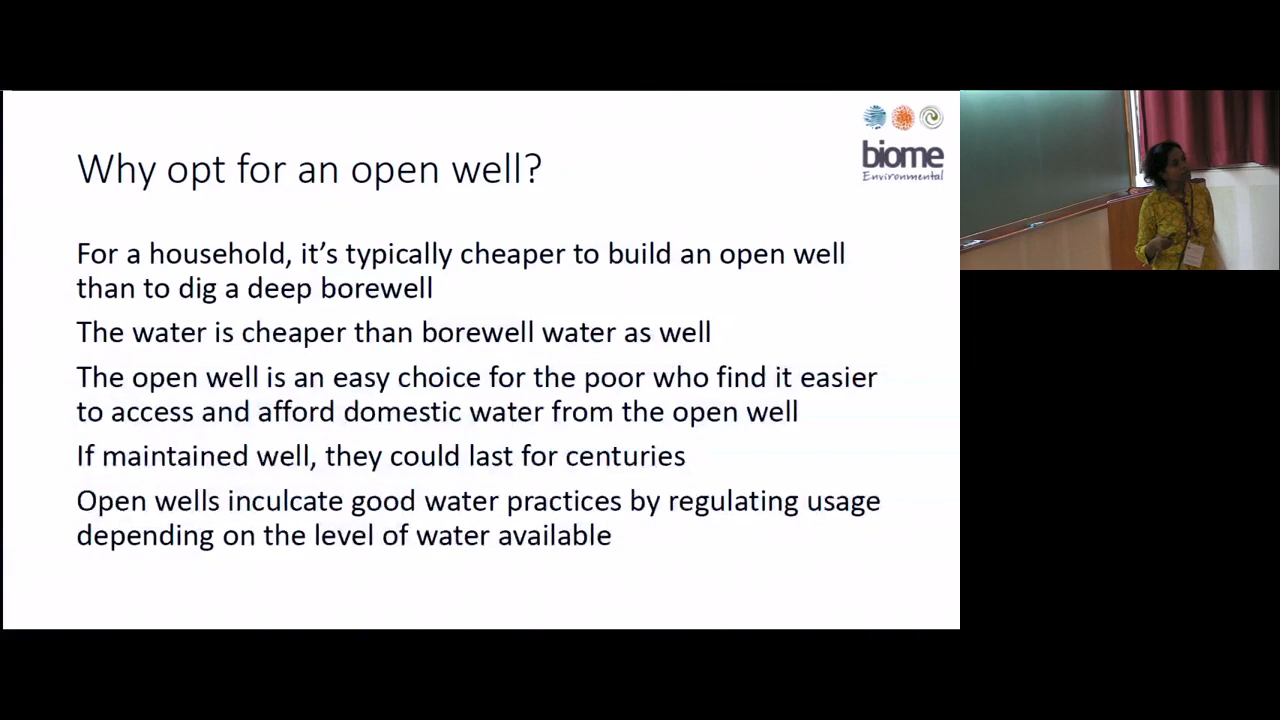 Why opt for an open well?
biome
Environmental
For a household, it's typically cheaper to build an open well
than to dig a deep borewell
The water is cheaper than borewell water as well
The open well is an easy choice for the poor who find it easier
to access and afford domestic water from the open well
If maintained well, they could last for centuries
Open wells inculcate good water practices by regulating usage
depending on the level of water available